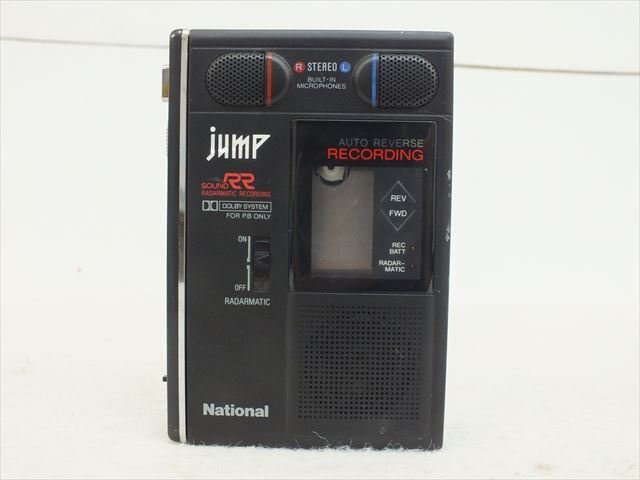 R STEREO L
BUILT-IN
MICROPHONES
jump
AUTO REVERSE
RECORDING
SOUND RR
RADARMATIC RECORDING
DOLBY SYSTEM
FOR P.B ONLY
REV
FWD
REC
BATT
RADAR-
MATIC
ON
OFF
RADARMATIC
National